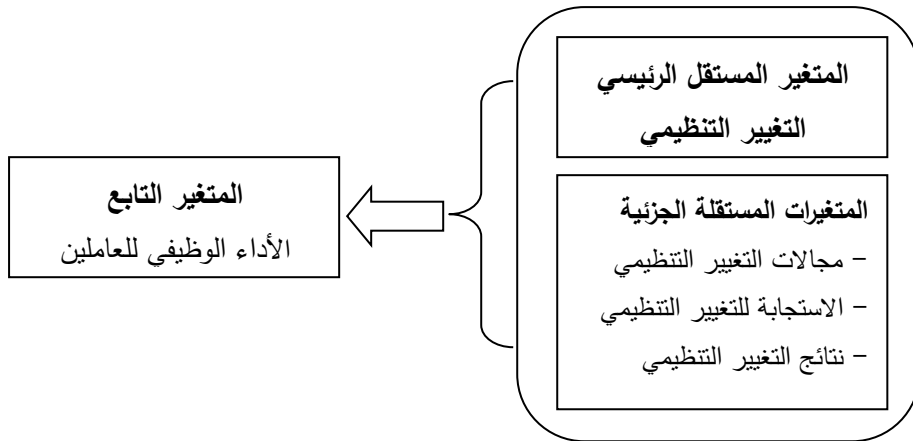 المتغير المستقل الرئيسي
التغيير التنظيمي
المتغيرات المستقلة الجزئية
- مجالات التغيير التنظيمي
- الاستجابة للتغيير التنظيمي
- نتائج التغيير التنظيمي
المتغير التابع
الأداء الوظيفي للعاملين